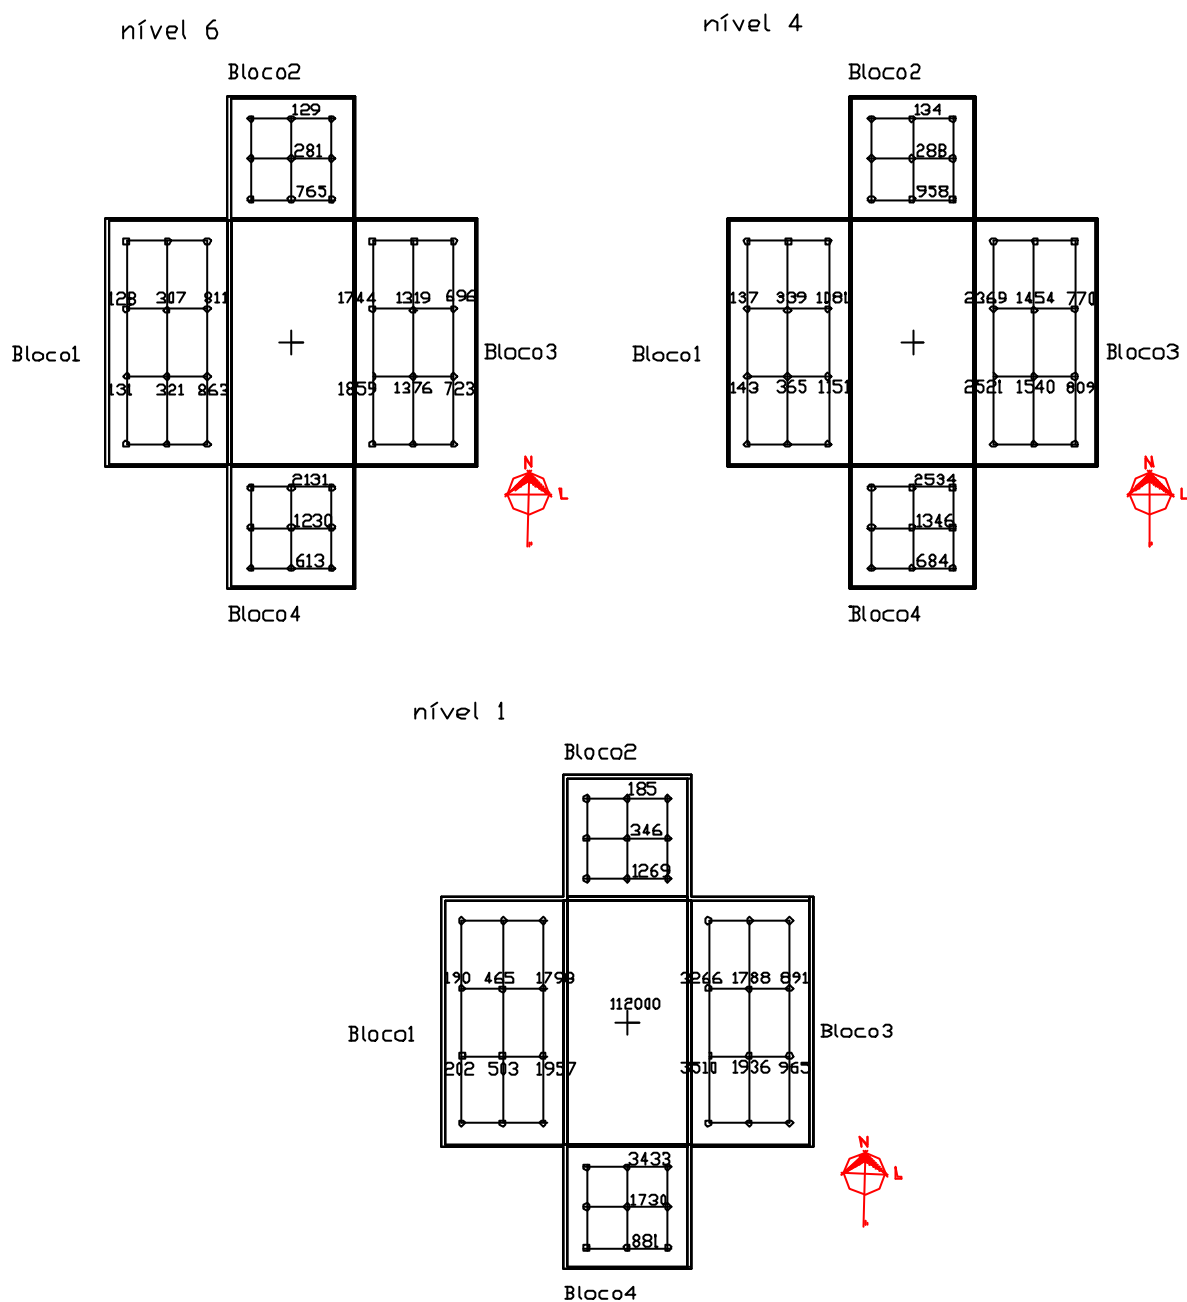 nível 6
nível 4
Bloco2
129
281
765
128 307 811
1744 1319 696
Bloco1
Bloco3
131 321 863
1859 1376 723
2131
1230
613
N
L
Bloco4
Bloco2
134
288
958
137 339 1081
2369 1454 770
Bloco1
Bloco3
143 365 1151
2521 1540 809
2534
1346
684
N
L
Bloco4
nível 1
Bloco2
185
346
1269
190 465 1798
3266 1788 891
112000
Bloco1
Bloco3
202 503 1957
3510 1936 965
3433
1730
881
N
L
Bloco4